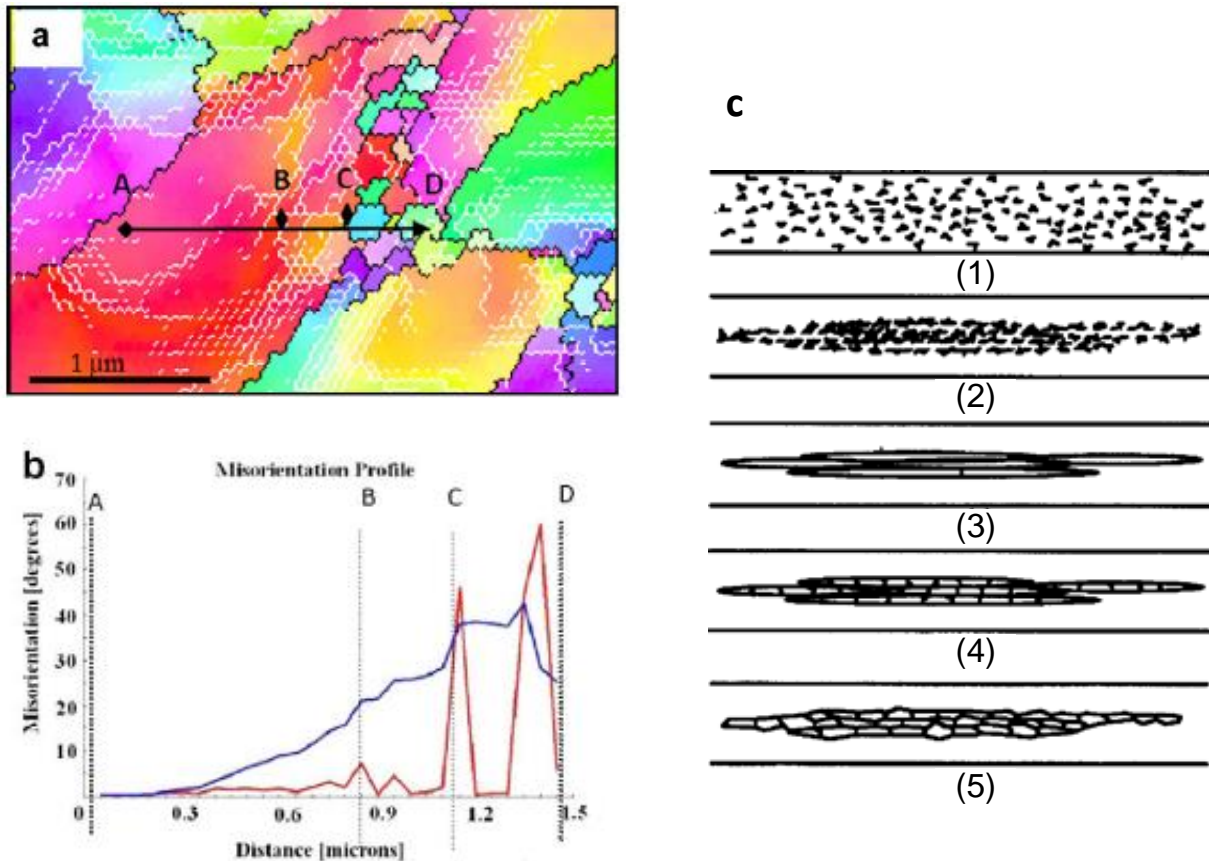 a
A
B
C
D
1 μm
b
Misorientation Profile
Misorientation [degrees]
70
60
50
40
30
20
10
A
B
C
D
0
0.3
0.6
0.9
1.2
1.5
Distance [microns]
c
(1)
(2)
(3)
(4)
(5)